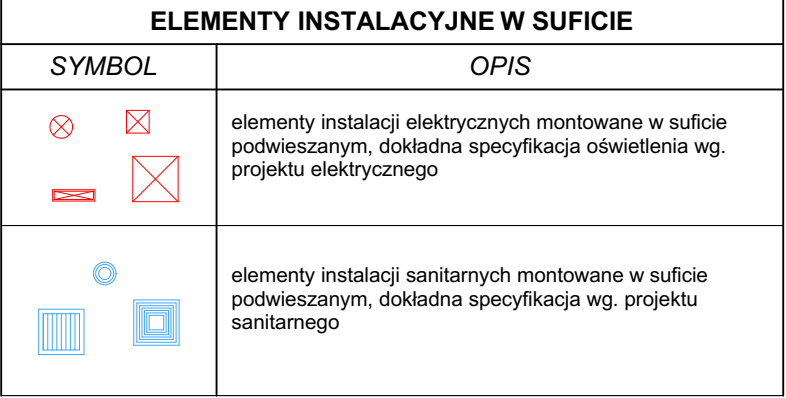 ELEMENTY INSTALACYJNE W SUFICIE
SYMBOL OPIS
elementy instalacji elektrycznych montowane w suficie
podwieszanym, dokładna specyfikacja oświetlenia wg.
projektu elektrycznego
elementy instalacji sanitarnych montowane w suficie
podwieszanym, dokładna specyfikacja wg. projektu
sanitarnego